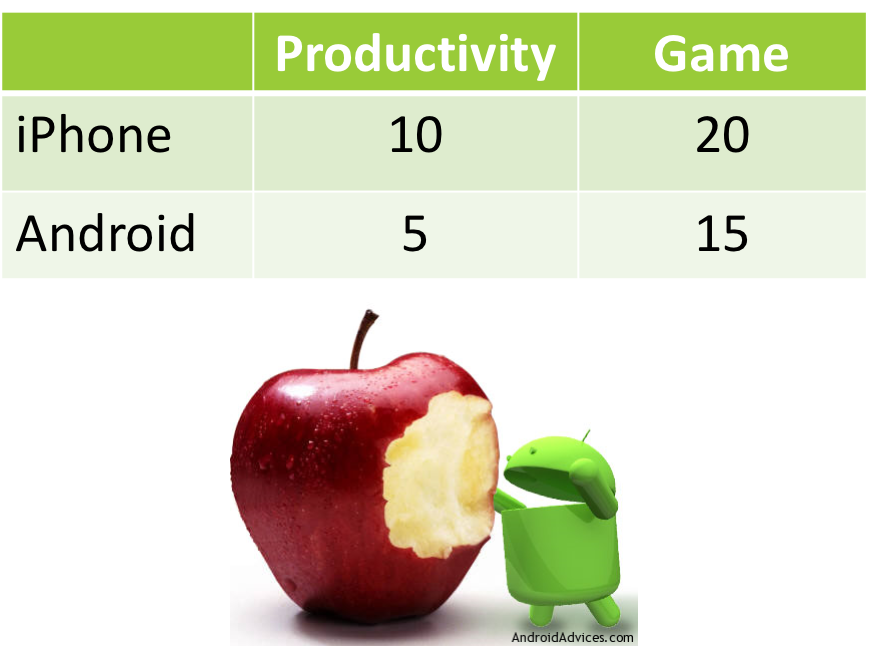 Productivity Game
iPhone 10 20
Android 5 15
AndroidAdvices.com